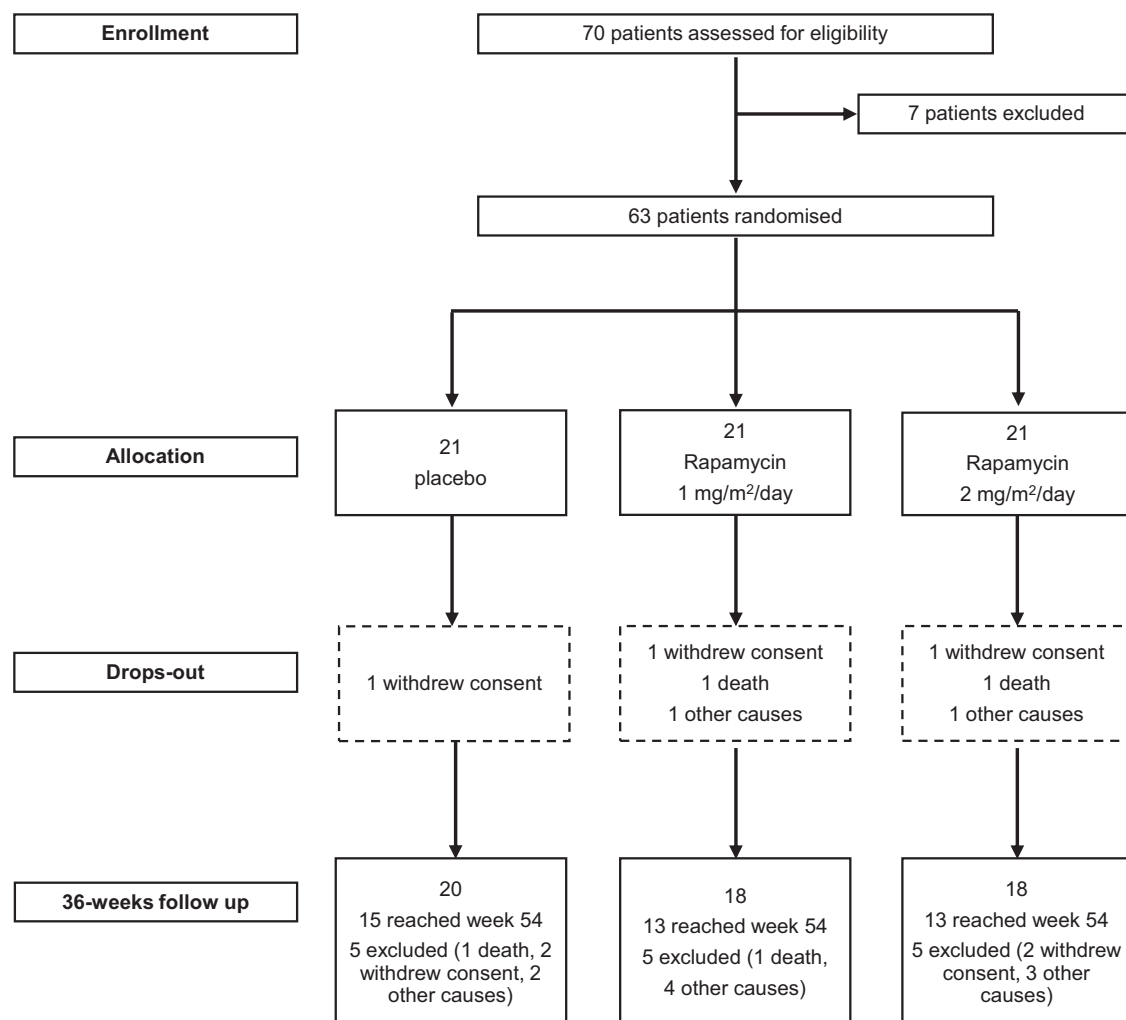 Enrollment
70 patients assessed for eligibility
7 patients excluded
63 patients randomised
Allocation
21
placebo
21
Rapamycin
1 mg/m²/day
21
Rapamycin
2 mg/m²/day
Drops-out
1 withdrew consent
1 withdrew consent
1 death
1 other causes
1 withdrew consent
1 death
1 other causes
36-weeks follow up
20
15 reached week 54
5 excluded (1 death, 2
withdrew consent, 2
other causes)
18
13 reached week 54
5 excluded (1 death,
4 other causes)
18
13 reached week 54
5 excluded (2 withdrew
consent, 3 other
causes)